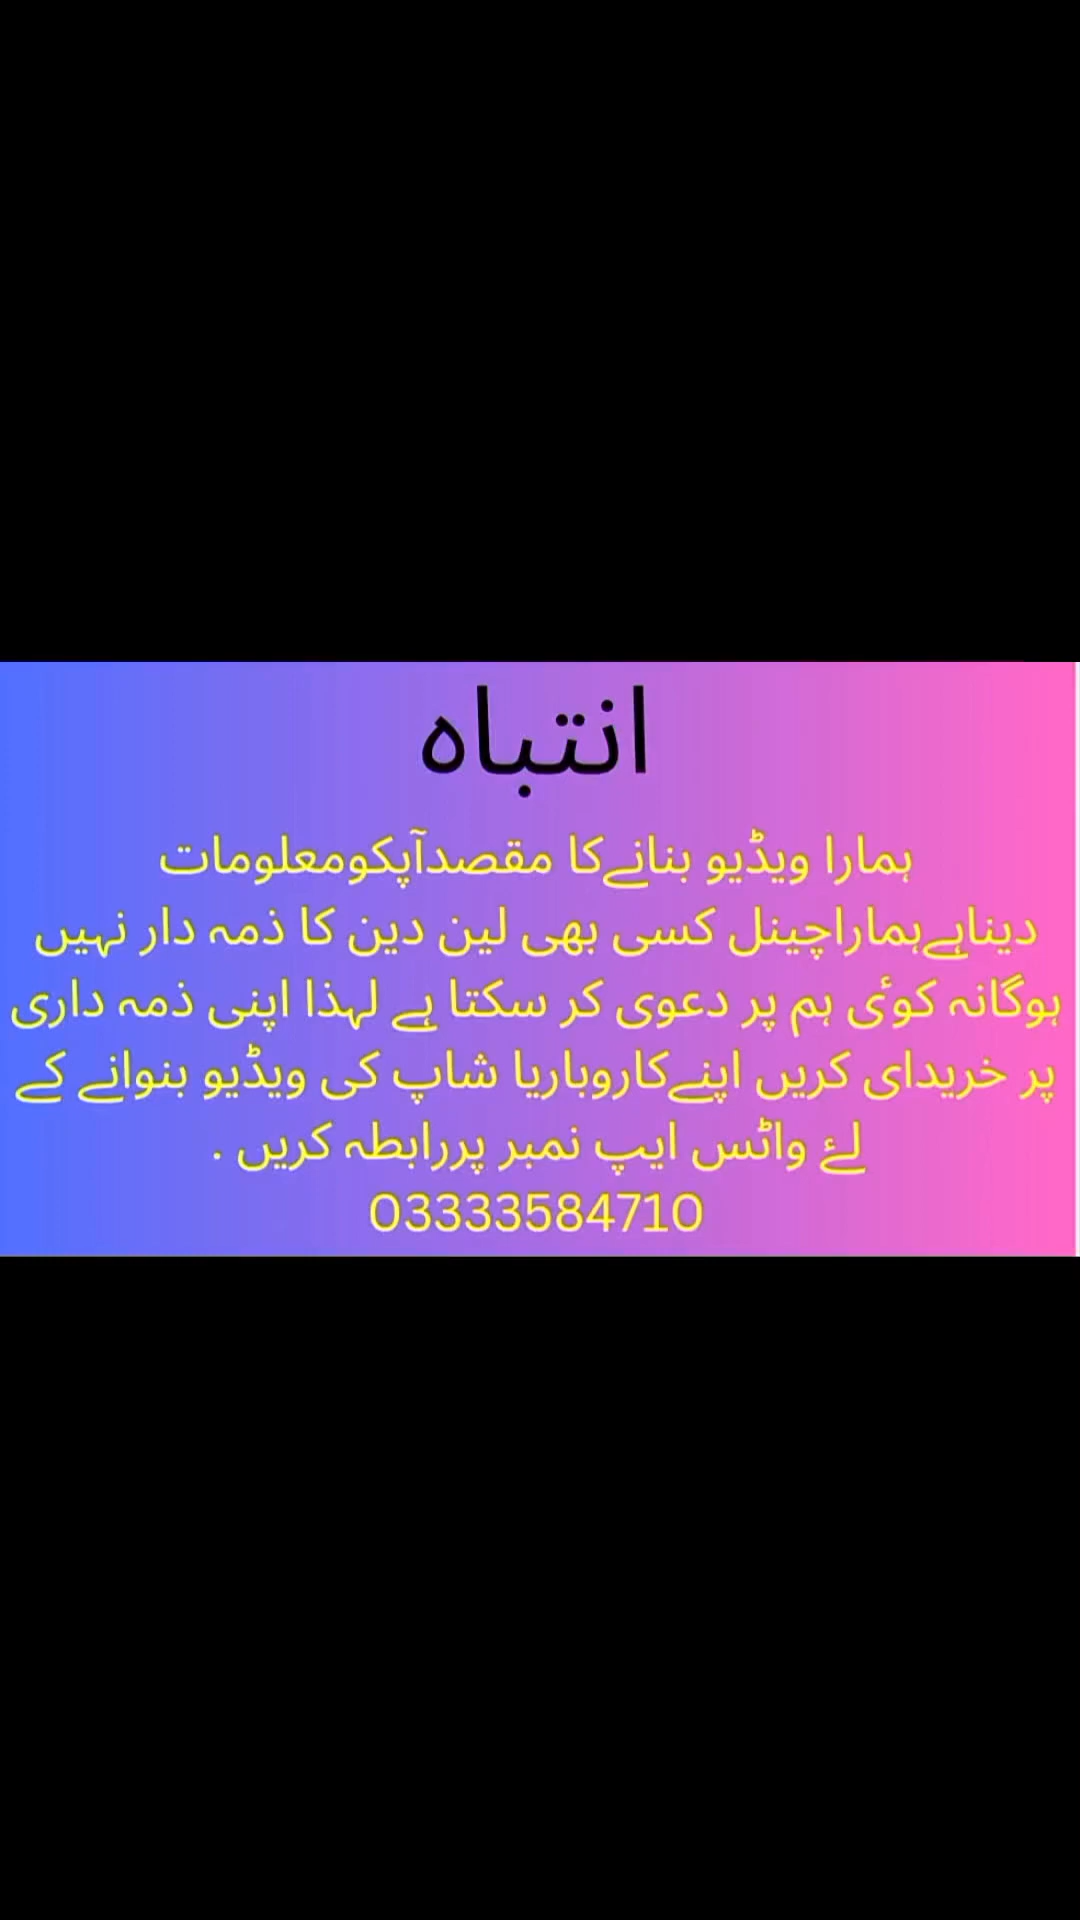 انتباہ
ہمارا ویڈیو بنانےکا مقصدآپکومعلومات
دیناہےہماراچینل کسی بھی لین دین کا ذمہ دار نہیں
ہوگانہ کوئی ہم پر دعوی کر سکتا ہے لہذا اپنی ذمہ داری
پر خریدای کریں اپنےکاروباریا شاپ کی ویڈیو بنوانے کے
لۓ واٹس ایپ نمبر پررابطہ کریں .
03333584710